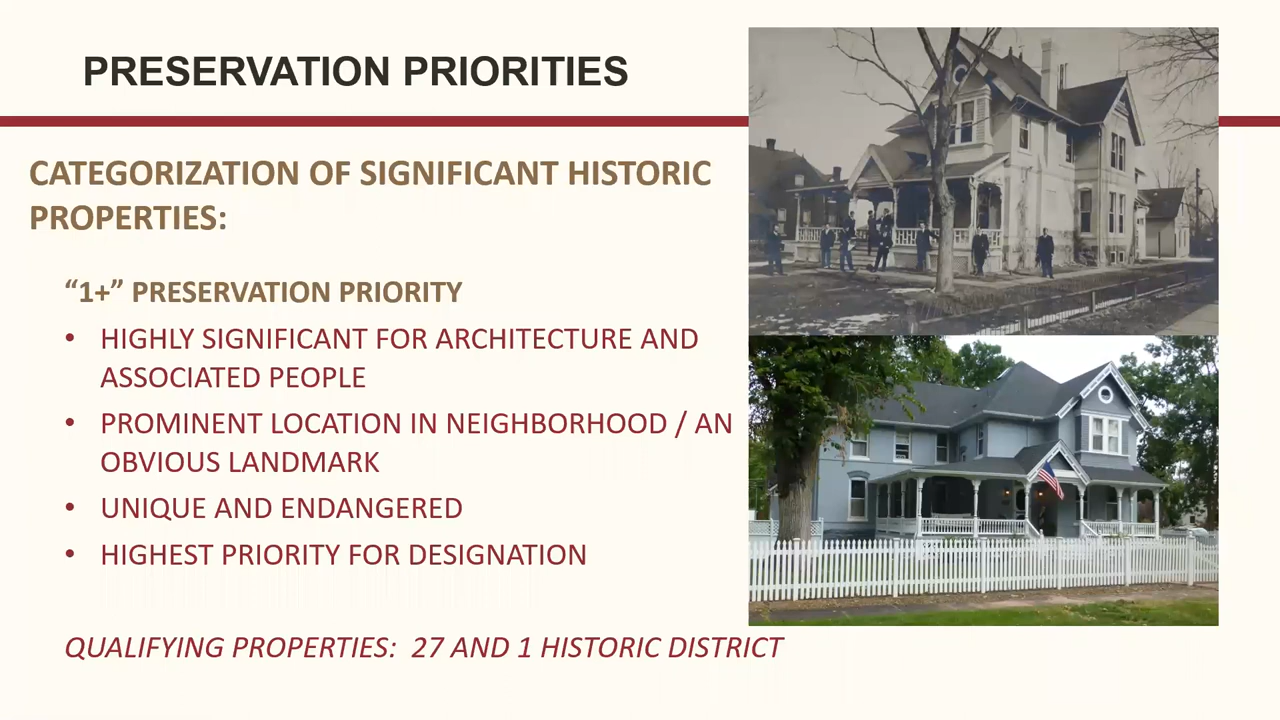 PRESERVATION PRIORITIES
CATEGORIZATION OF SIGNIFICANT HISTORIC
PROPERTIES:
“1+” PRESERVATION PRIORITY
• HIGHLY SIGNIFICANT FOR ARCHITECTURE AND
ASSOCIATED PEOPLE
• PROMINENT LOCATION IN NEIGHBORHOOD / AN
OBVIOUS LANDMARK
• UNIQUE AND ENDANGERED
• HIGHEST PRIORITY FOR DESIGNATION
QUALIFYING PROPERTIES:  27 AND 1 HISTORIC DISTRICT